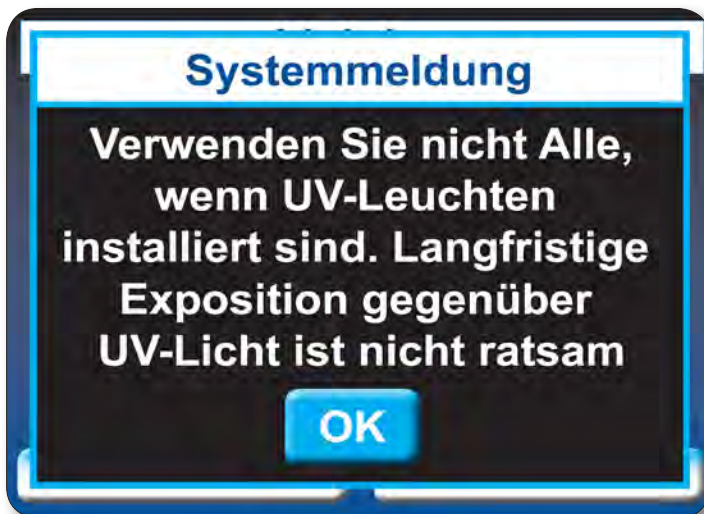 Systemmeldung
Verwenden Sie nicht Alle,
wenn UV-Leuchten
installiert sind. Langfristige
Exposition gegenüber
UV-Licht ist nicht ratsam
OK